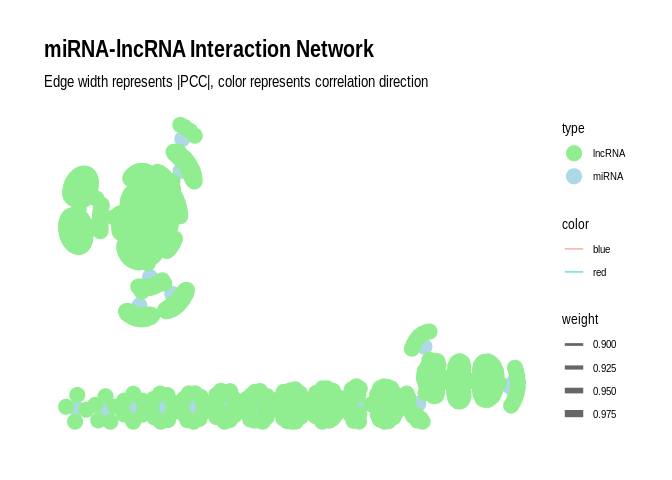 miRNA-lncRNA Interaction Network
Edge width represents |PCC|, color represents correlation direction
type
lncRNA
miRNA
color
blue
red
weight
0.900
0.925
0.950
0.975